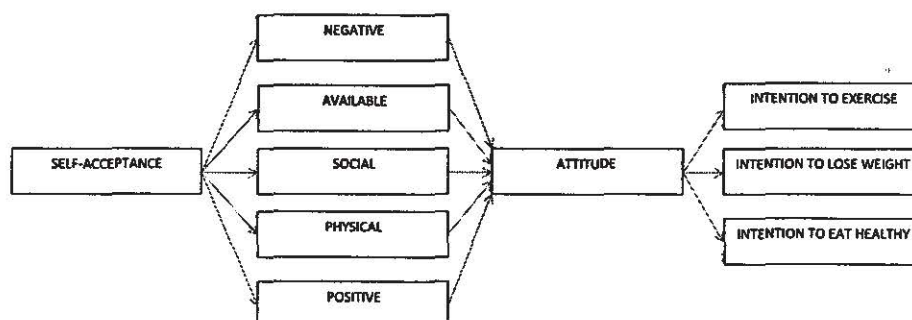 NEGATIVE
AVAILABLE
SELF-ACCEPTANCE
SOCIAL
PHYSICAL
POSITIVE
ATTITUDE
INTENTION TO EXERCISE
INTENTION TO LOSE WEIGHT
INTENTION TO EAT HEALTHY